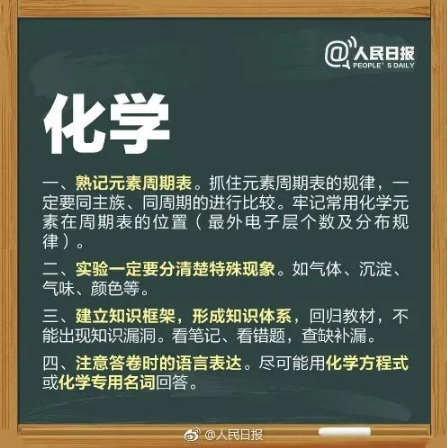 @人民日报
PEOPLE'S DAILY
化学
一、熟记元素周期表。抓住元素周期表的规律，一
定要同主族、同周期的进行比较。牢记常用化学元
素在周期表的位置（最外电子层个数及分布规
律）。
二、实验一定要分清楚特殊现象。如气体、沉淀、
气味、颜色等。
三、建立知识框架，形成知识体系，回归教材，不
能出现知识漏洞。看笔记、看错题，查缺补漏。
四、注意答卷时的语言表达。尽可能用化学方程式
或化学专用名词回答。
@人民日报